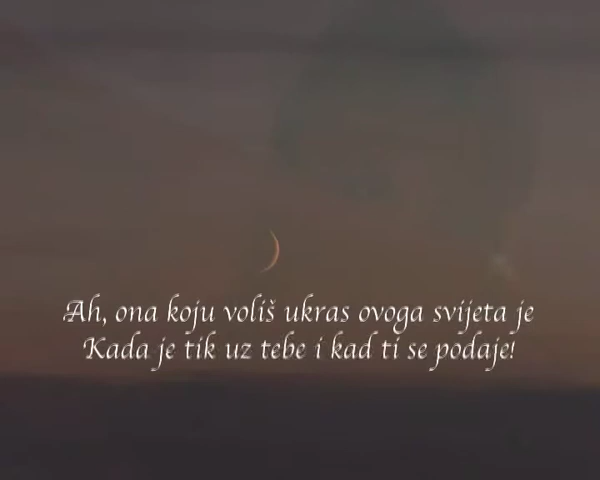 Ah, ona koju voliš ukras ovoga svijeta je
Kada je tik uz tebe i kad ti se podaje!